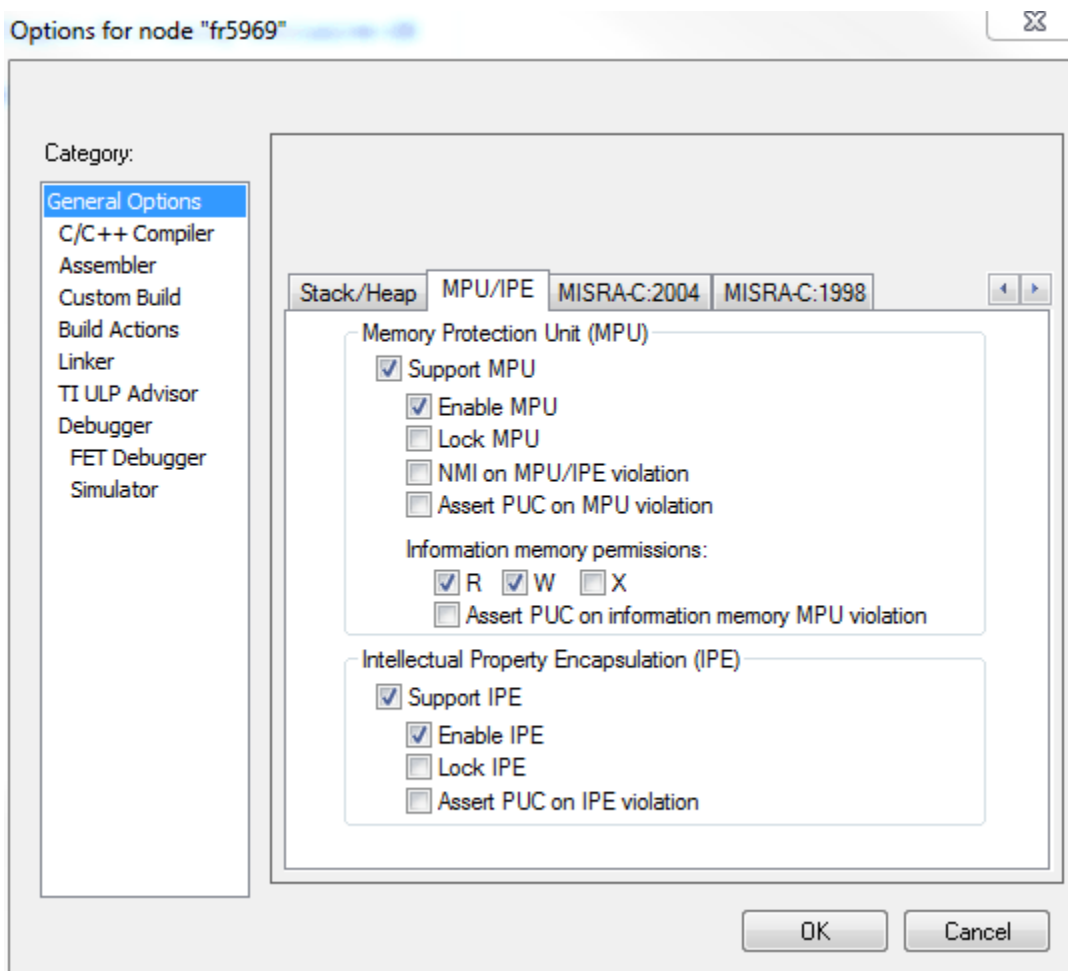 Options for node "fr5969"
Category:
General Options
C/C++ Compiler
Assembler
Custom Build
Build Actions
Linker
TI ULP Advisor
Debugger
FET Debugger
Simulator
Stack/Heap MPU/IPE MISRA-C:2004 MISRA-C:1998
Memory Protection Unit (MPU)
Support MPU
Enable MPU
Lock MPU
NMI on MPU/IPE violation
Assert PUC on MPU violation
Information memory permissions:
R W X
Assert PUC on information memory MPU violation
Intellectual Property Encapsulation (IPE)
Support IPE
Enable IPE
Lock IPE
Assert PUC on IPE violation
OK Cancel